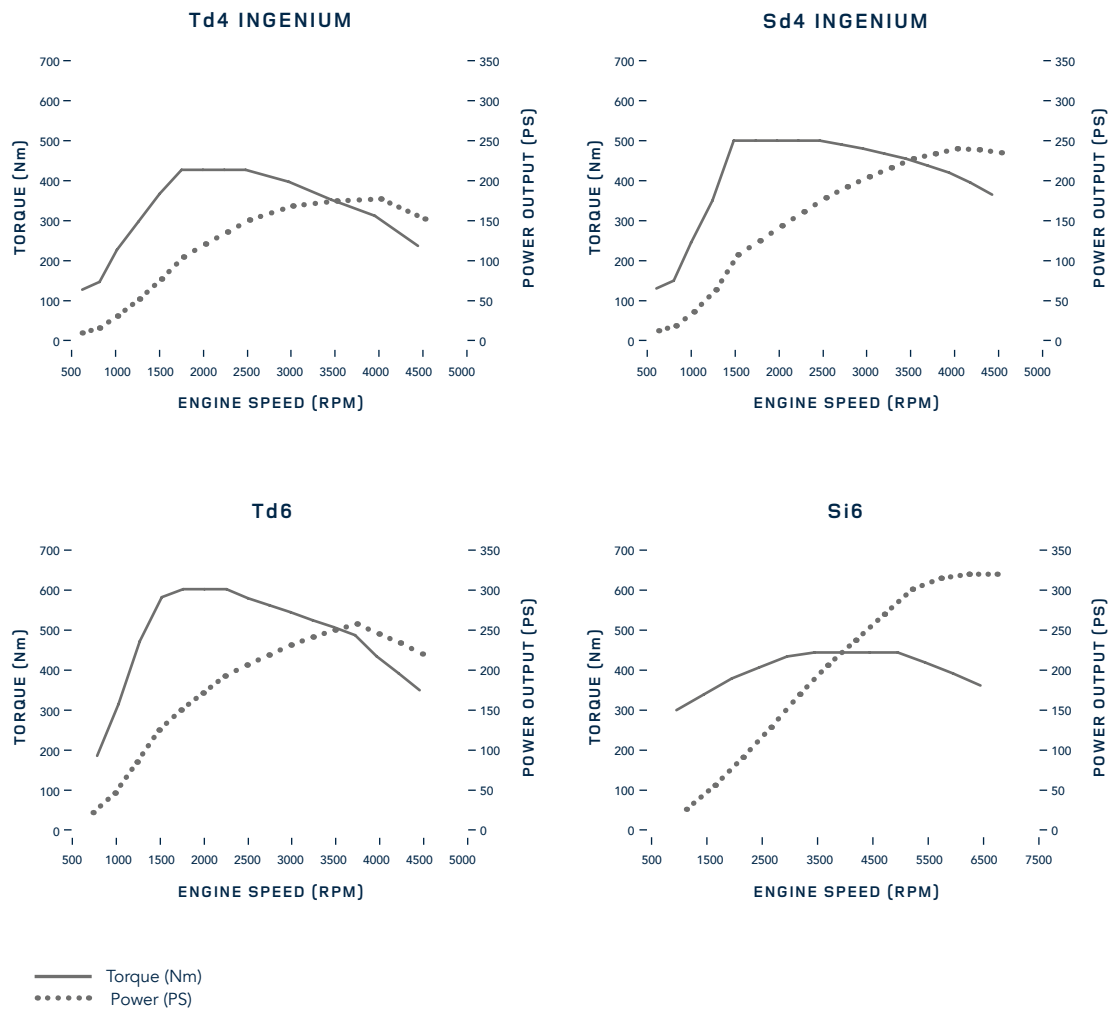 Td4 INGENIUM
TORQUE (Nm)
700
600
500
400
300
200
100
0
350
300
250
200
150
100
50
0
POWER OUTPUT (PS)
500 1000 1500 2000 2500 3000 3500 4000 4500 5000
ENGINE SPEED (RPM)
Sd4 INGENIUM
TORQUE (Nm)
700
600
500
400
300
200
100
0
350
300
250
200
150
100
50
0
POWER OUTPUT (PS)
500 1000 1500 2000 2500 3000 3500 4000 4500 5000
ENGINE SPEED (RPM)
Td6
TORQUE (Nm)
700
600
500
400
300
200
100
0
350
300
250
200
150
100
50
0
POWER OUTPUT (PS)
500 1000 1500 2000 2500 3000 3500 4000 4500 5000
ENGINE SPEED (RPM)
Si6
TORQUE (Nm)
700
600
500
400
300
200
100
0
350
300
250
200
150
100
50
0
POWER OUTPUT (PS)
500 1500 2500 3500 4500 5500 6500 7500
ENGINE SPEED (RPM)
Torque (Nm)
Power (PS)